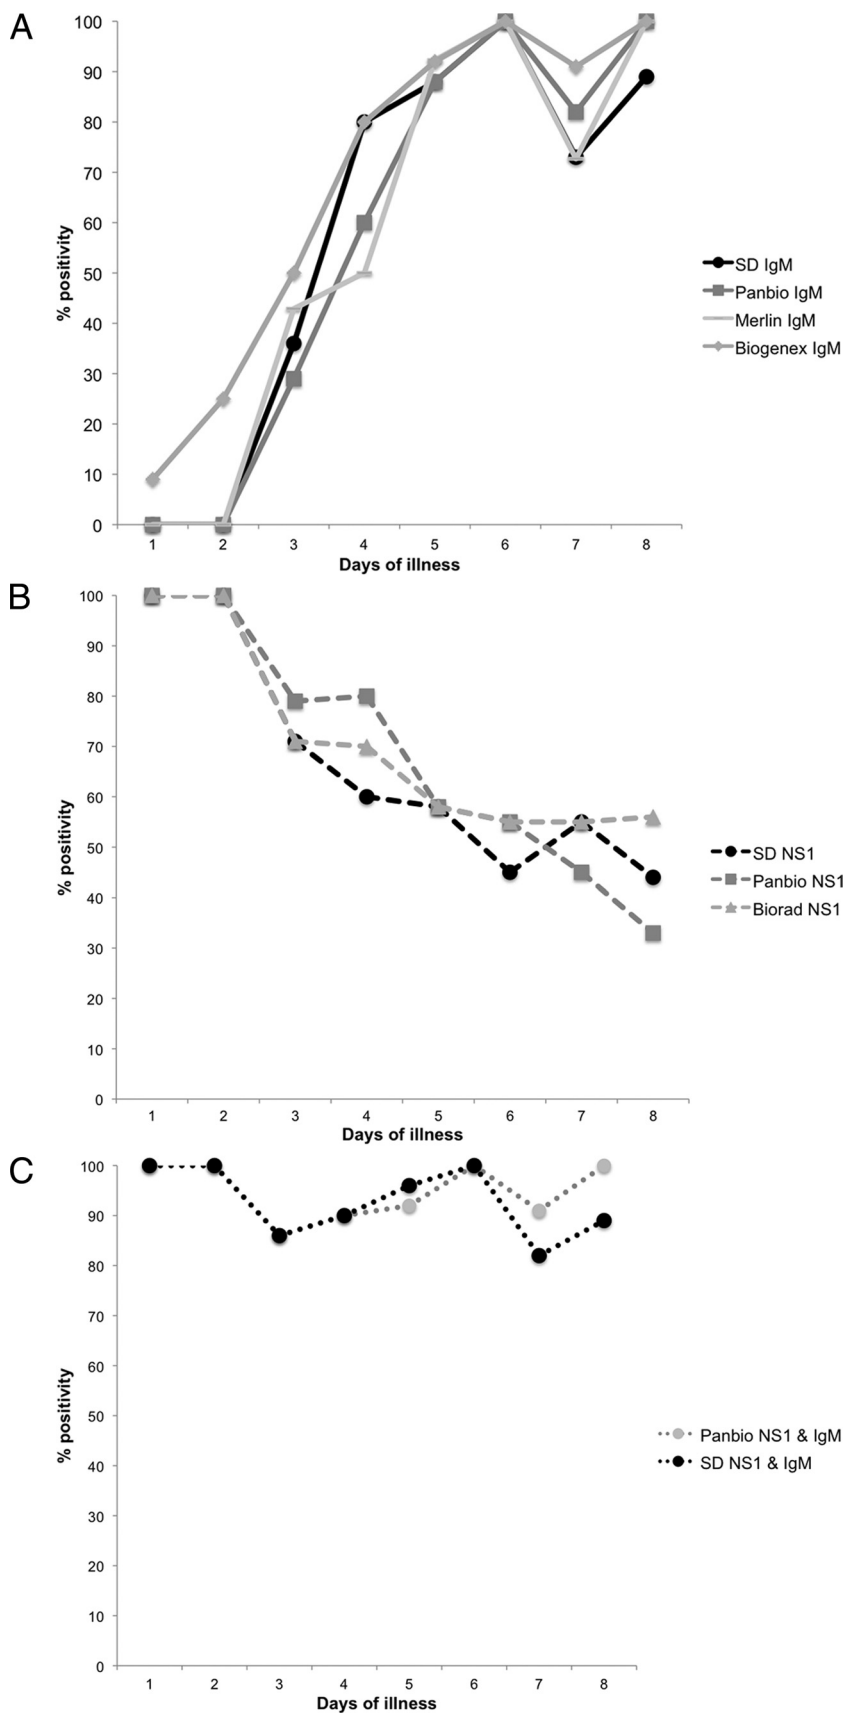 A
100
90
80
70
60
50
40
30
20
10
0
% positivity
1 2 3 4 5 6 7 8
Days of illness
SD IgM
Panbio IgM
Merlin IgM
Biogenex IgM
B
100
90
80
70
60
50
40
30
20
10
0
% positivity
1 2 3 4 5 6 7 8
Days of illness
SD NS1
Panbio NS1
Biorad NS1
C
100
90
80
70
60
50
40
30
20
10
0
% positivity
1 2 3 4 5 6 7 8
Days of illness
Panbio NS1 & IgM
SD NS1 & IgM